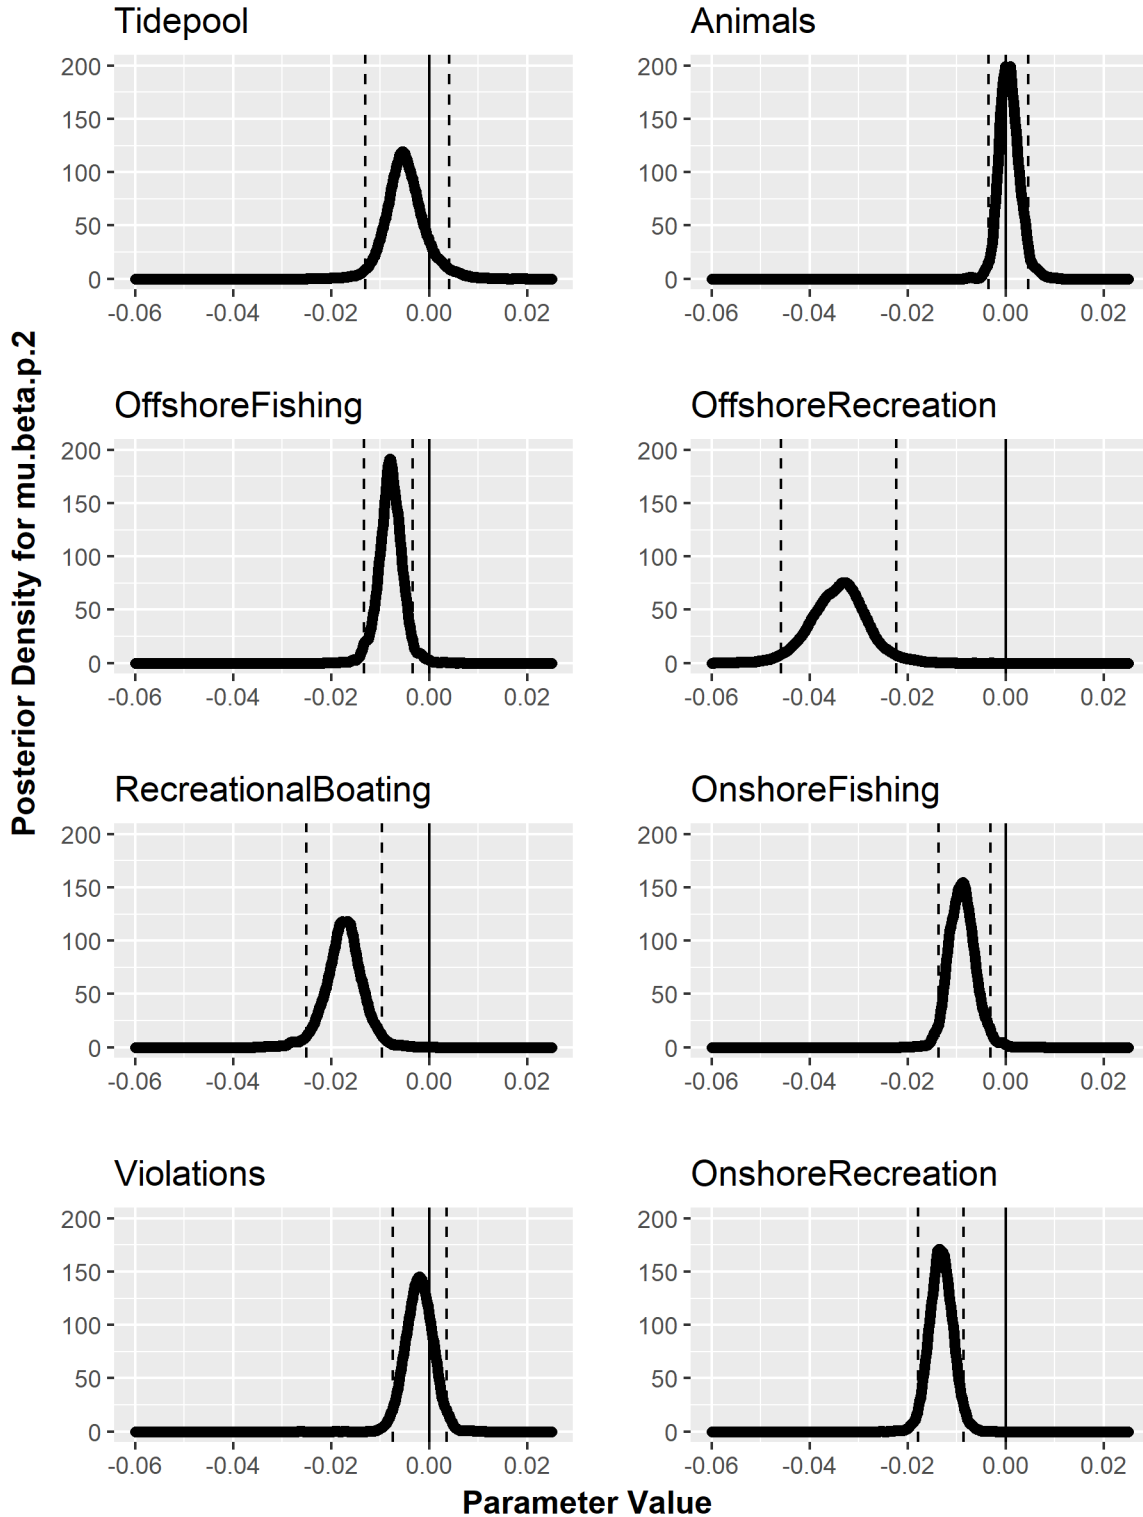 Tidepool Animals
200 200
150 150
100 100
50 50
0 0
-0.06 -0.04 -0.02 0.00 0.02 -0.06 -0.04 -0.02 0.00 0.02
OffshoreFishing OffshoreRecreation
200 200
150 150
100 100
50 50
0 0
-0.06 -0.04 -0.02 0.00 0.02 -0.06 -0.04 -0.02 0.00 0.02
Posterior Density for mu.beta.p.2
RecreationalBoating OnshoreFishing
200 200
150 150
100 100
50 50
0 0
-0.06 -0.04 -0.02 0.00 0.02 -0.06 -0.04 -0.02 0.00 0.02
Violations OnshoreRecreation
200 200
150 150
100 100
50 50
0 0
-0.06 -0.04 -0.02 0.00 0.02 -0.06 -0.04 -0.02 0.00 0.02
Parameter Value